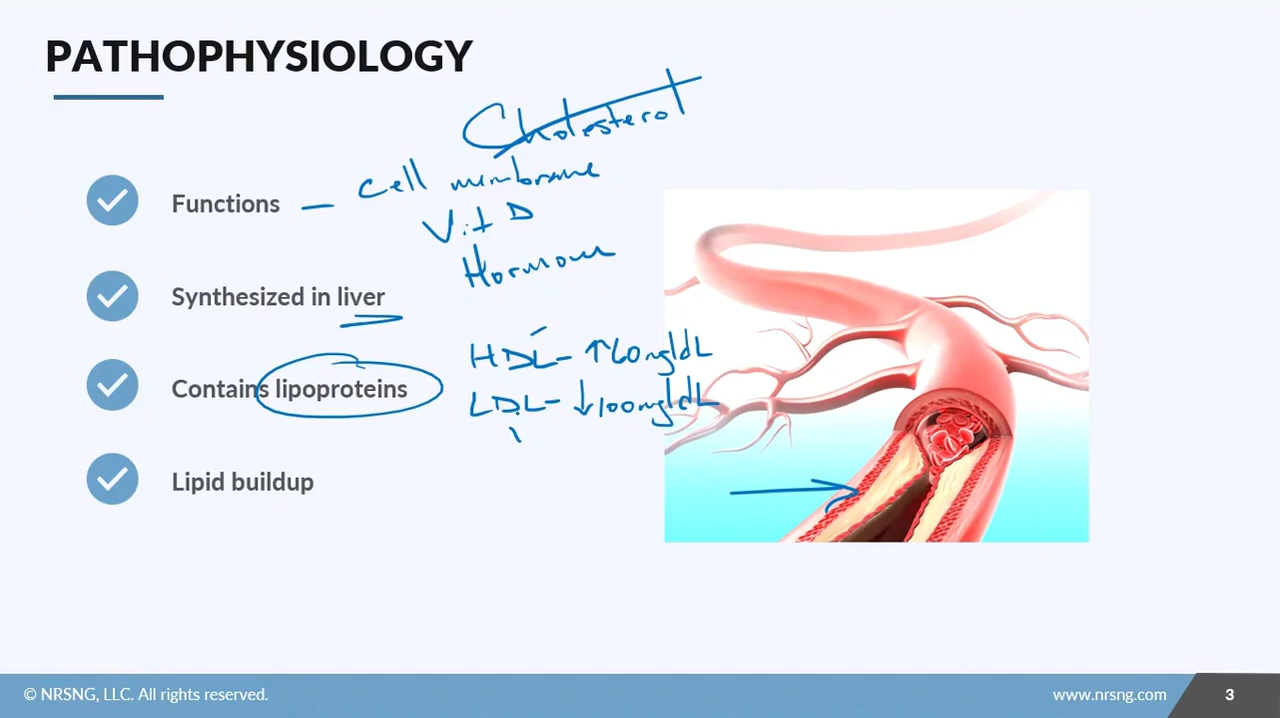 PATHOPHYSIOLOGY
Cholesterol
Functions — Cell membrane
Vit D
Hormone
Synthesized in liver
HDL - ↑60mg/dL
Contains lipoproteins
LDL - ↓100mg/dL
Lipid buildup
© NRSNG, LLC. All rights reserved.
www.nrsng.com
3